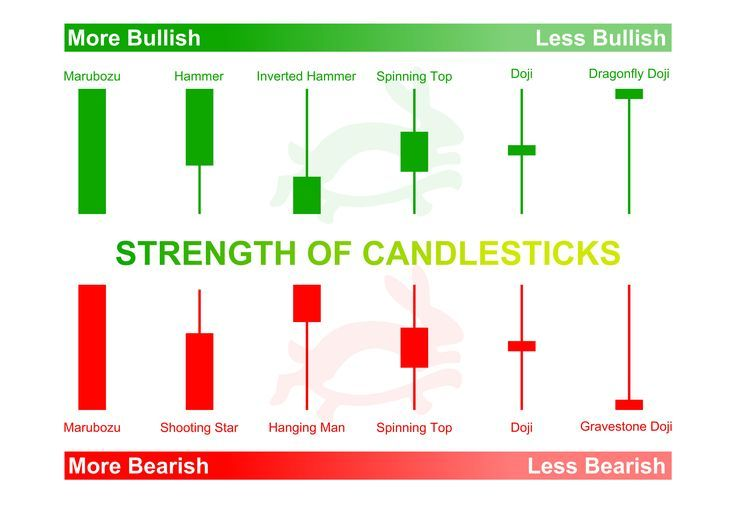 More Bullish Less Bullish
Marubozu Hammer Inverted Hammer Spinning Top Doji Dragonfly Doji
STRENGTH OF CANDLESTICKS
Marubozu Shooting Star Hanging Man Spinning Top Doji Gravestone Doji
More Bearish Less Bearish